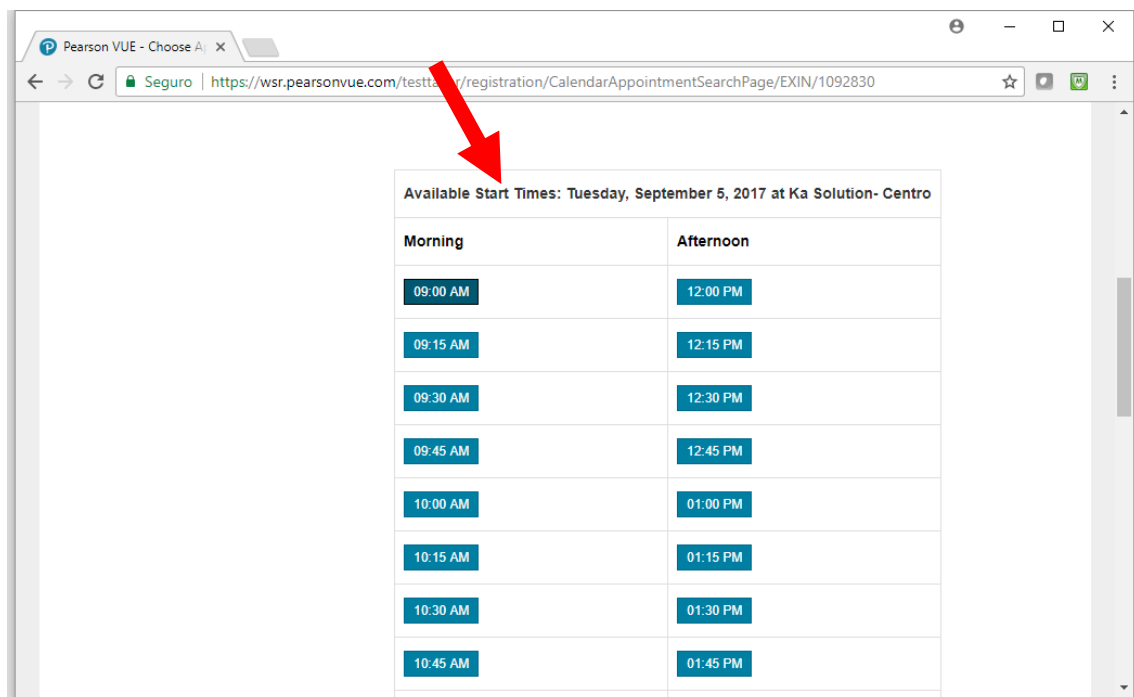 Pearson VUE - Choose A
Seguro https://wsr.pearsonvue.com/testta r/registration/CalendarAppointmentSearchPage/EXIN/1092830
Available Start Times: Tuesday, September 5, 2017 at Ka Solution- Centro
Morning Afternoon
09:00 AM 12:00 PM
09:15 AM 12:15 PM
09:30 AM 12:30 PM
09:45 AM 12:45 PM
10:00 AM 01:00 PM
10:15 AM 01:15 PM
10:30 AM 01:30 PM
10:45 AM 01:45 PM